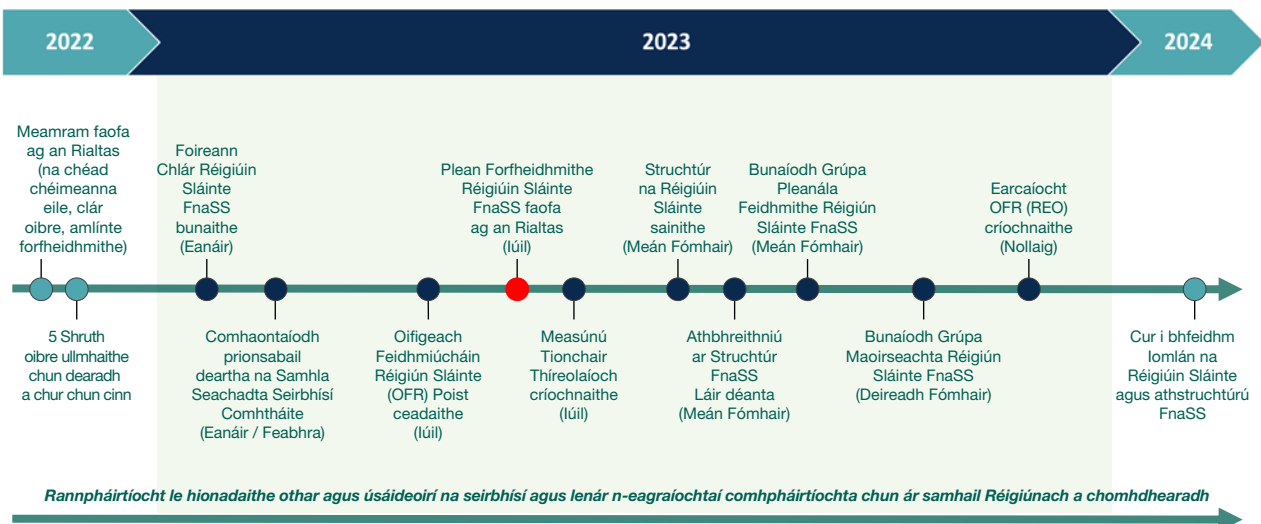 2022
2023
2024
Meamram faofa
ag an Rialtas
(na chéad
chéimeanna
eile, clár
oibre, amlínte
forfheidhmithe)
5 Shruth
oibre ullmhaithe
chun dearadh
a chur chun cinn
Foireann
Chlár Réigiúin
Sláinte
FnaSS
bunaithe
(Eanáir)
Comhaontaíodh
prionsabail
deartha na Samhla
Seachadta Seirbhísí
Comhtháite
(Eanáir / Feabhra)
Oifigeach
Feidhmiúcháin
Réigiún Sláinte
(OFR) Poist
ceadaithe
(Iúil)
Plean Forfheidhmithe
Réigiúin Sláinte
FnaSS faofa
ag an Rialtas
(Iúil)
Measúnú
Tionchair
Thíreolaíoch
críochnaithe
(Iúil)
Struchtúr
na Réigiúin
Sláinte
sainithe
(Meán Fómhair)
Athbhreithniú
ar Struchtúr
FnaSS
Láir déanta
(Meán Fómhair)
Bunaíodh Grúpa
Pleanála
Feidhmithe Réigiún
Sláinte FnaSS
(Meán Fómhair)
Bunaíodh Grúpa
Maoirseachta Réigiún
Sláinte FnaSS
(Deireadh Fómhair)
Earcaíocht
OFR (REO)
críochnaithe
(Nollaig)
Cur i bhfeidhm
Iomlán na
Réigiúin Sláinte
agus athstruchtúrú
FnaSS
Rannpháirtíocht le hionadaithe othar agus úsáideoirí na seirbhísí agus lenár n-eagraíochtaí comhpháirtíochta chun ár samhail Réigiúnach a chomhdhearadh